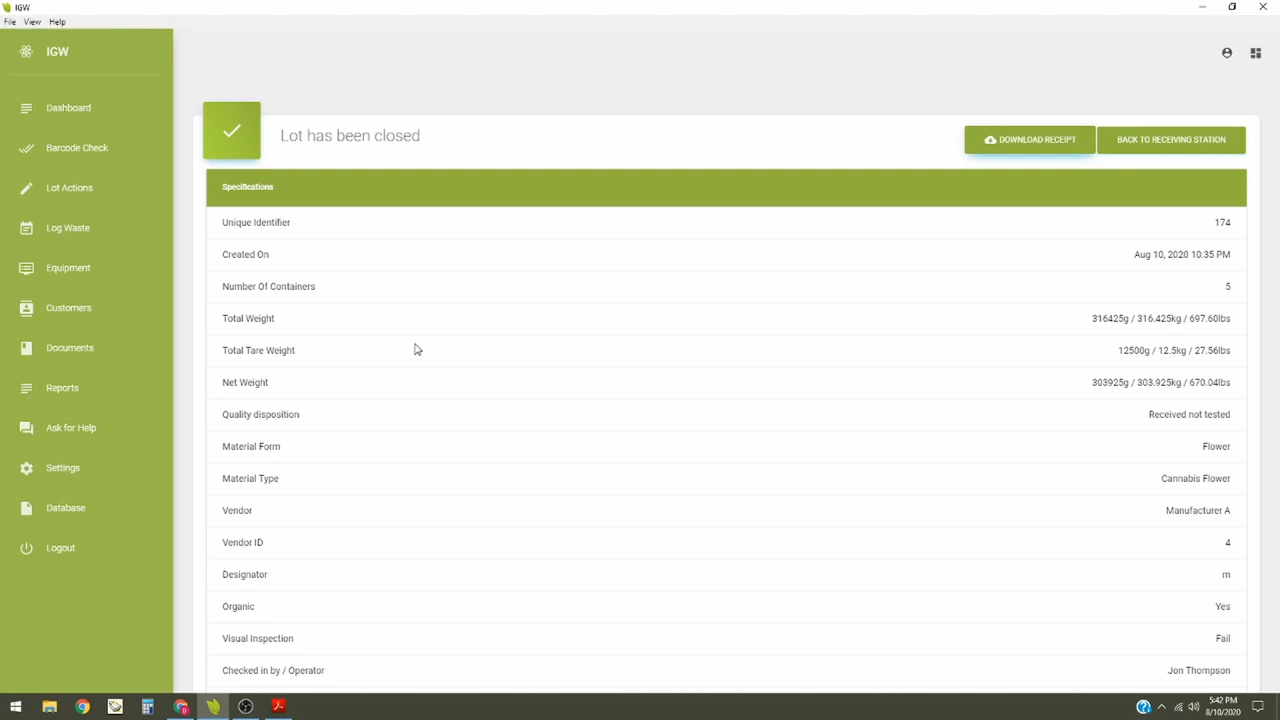 IGW
File View Help
IGW
Dashboard
Barcode Check
Lot Actions
Log Waste
Equipment
Customers
Documents
Reports
Ask for Help
Settings
Database
Logout
Lot has been closed
DOWNLOAD RECEIPT
BACK TO RECEIVING STATION
Specifications
Unique Identifier 174
Created On Aug 10, 2020 10:35 PM
Number Of Containers 5
Total Weight 316425g / 316.425kg / 697.60lbs
Total Tare Weight 12500g / 12.5kg / 27.56lbs
Net Weight 303925g / 303.925kg / 670.04lbs
Quality disposition Received not tested
Material Form Flower
Material Type Cannabis Flower
Vendor Manufacturer A
Vendor ID 4
Designator m
Organic Yes
Visual Inspection Fail
Checked in by / Operator Jon Thompson
5:42 PM
8/10/2020